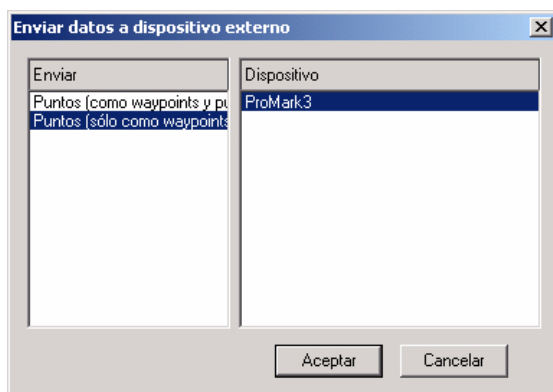 Enviar datos a dispositivo externo
Enviar
Dispositivo
Puntos (como waypoints y pu
Puntos (sólo como waypoints
ProMark3
Aceptar
Cancelar